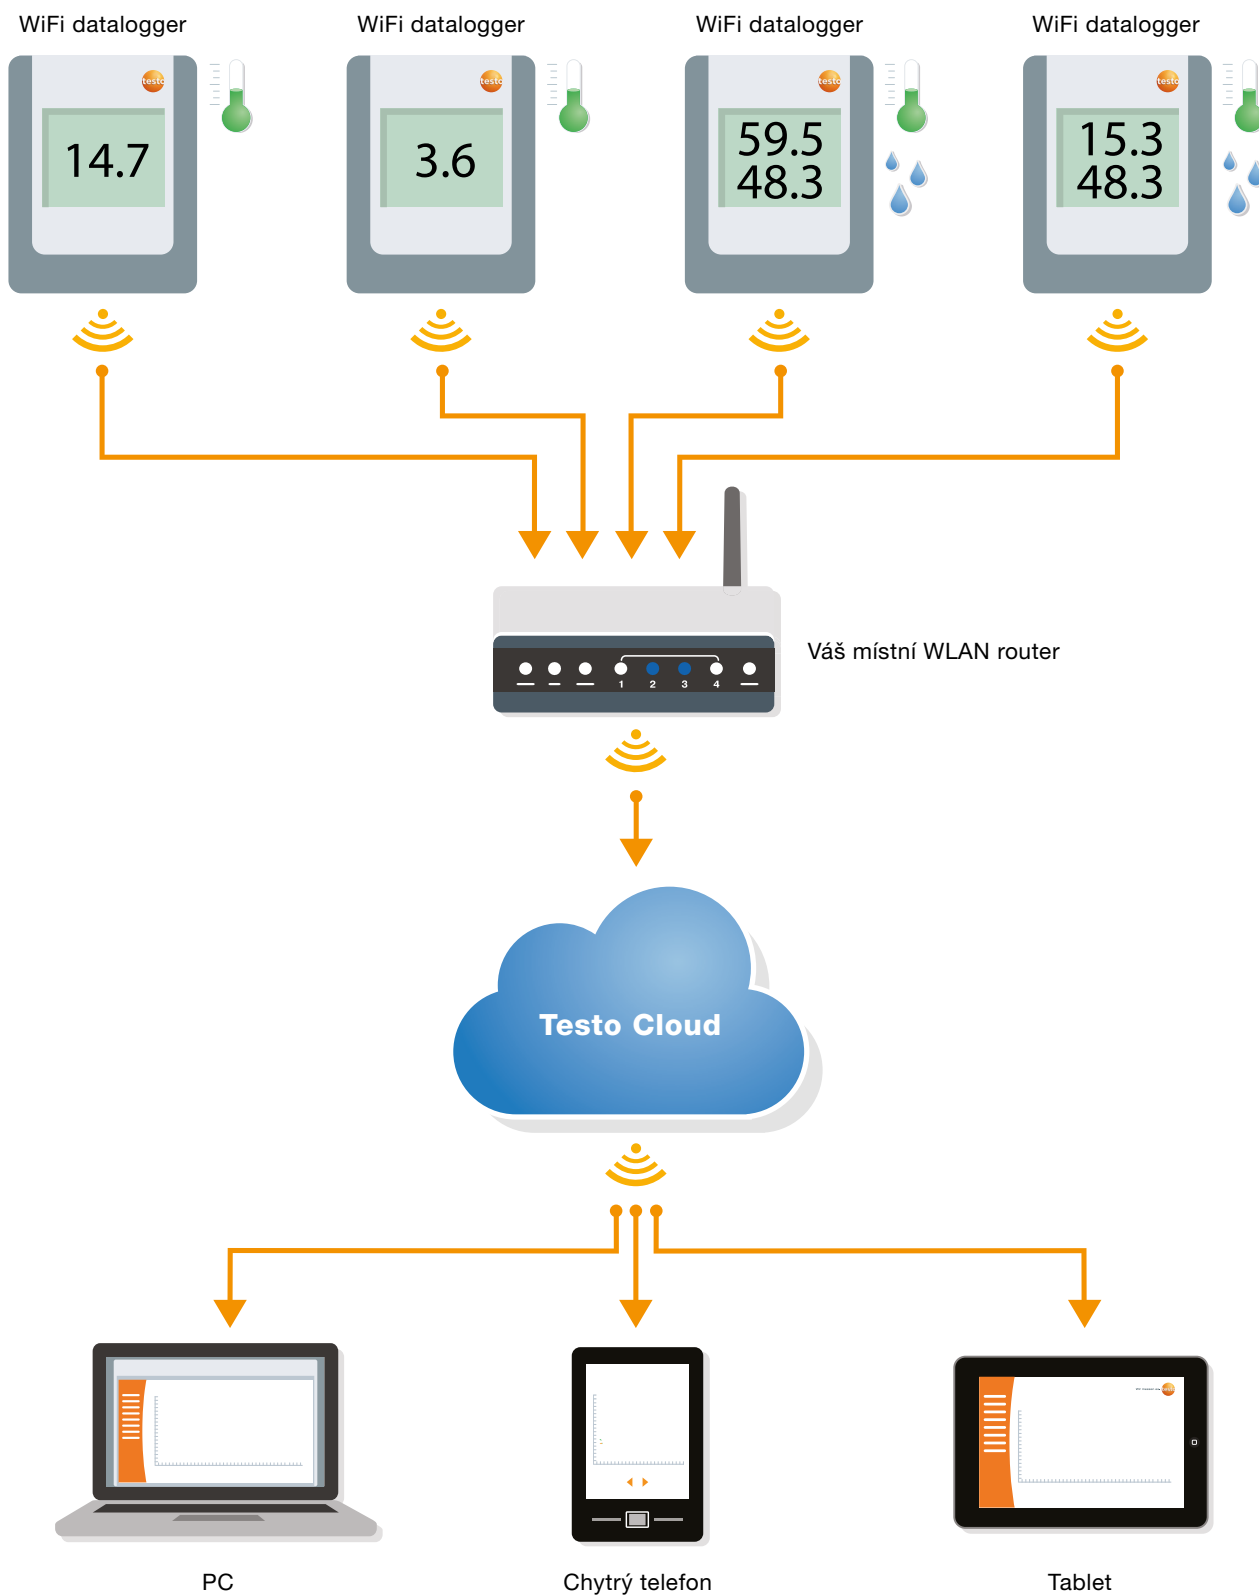 WiFi datalogger WiFi datalogger WiFi datalogger WiFi datalogger
testo testo testo testo
14.7 3.6 59.5 15.3
48.3 48.3
Váš místní WLAN router
1 2 3 4
Testo Cloud
testo
PC Chytrý telefon Tablet